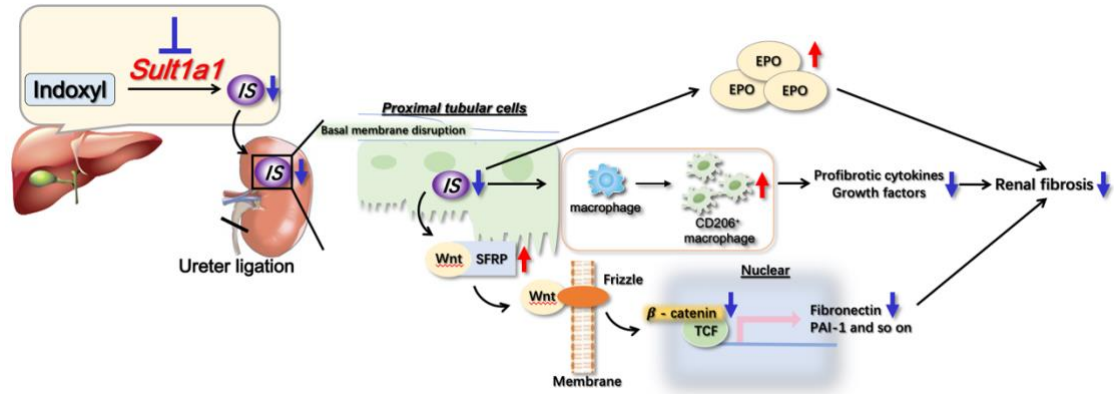 Sult1a1
Indoxyl
IS
IS
Ureter ligation
Proximal tubular cells
Basal membrane disruption
IS
EPO
EPO
EPO
macrophage
CD206⁺
macrophage
Profibrotic cytokines
Growth factors
Renal fibrosis
Wnt
SFRP
Wnt
Frizzle
Membrane
Nuclear
β - catenin
TCF
Fibronectin
PAI-1 and so on